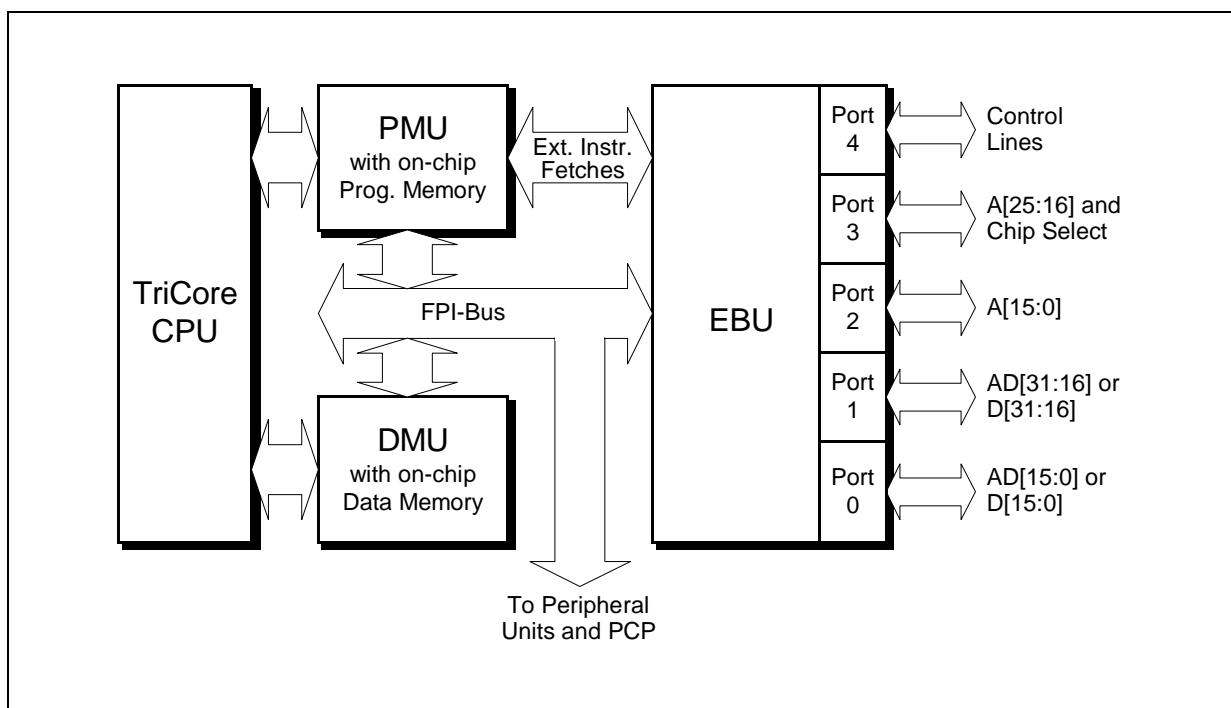 TriCore
CPU
PMU
with on-chip
Prog. Memory
Ext. Instr.
Fetches
FPI-Bus
DMU
with on-chip
Data Memory
To Peripheral
Units and PCP
EBU
Port
4
Control
Lines
Port
3
A[25:16] and
Chip Select
Port
2
A[15:0]
Port
1
AD[31:16] or
D[31:16]
Port
0
AD[15:0] or
D[15:0]